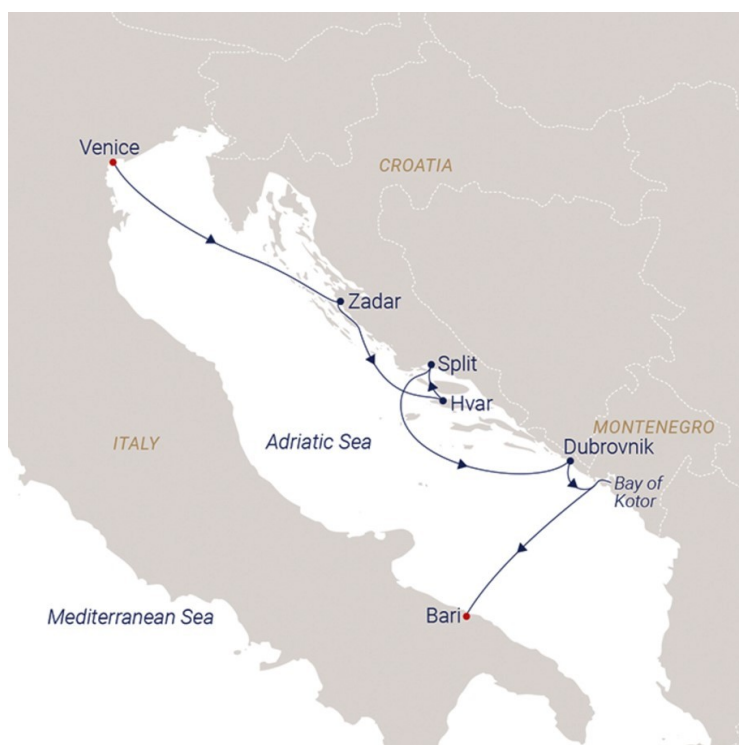 Venice
CROATIA
Zadar
Split
Hvar
MONTENEGRO
ITALY
Adriatic Sea
Dubrovnik
Bay of
Kotor
Mediterranean Sea
Bari